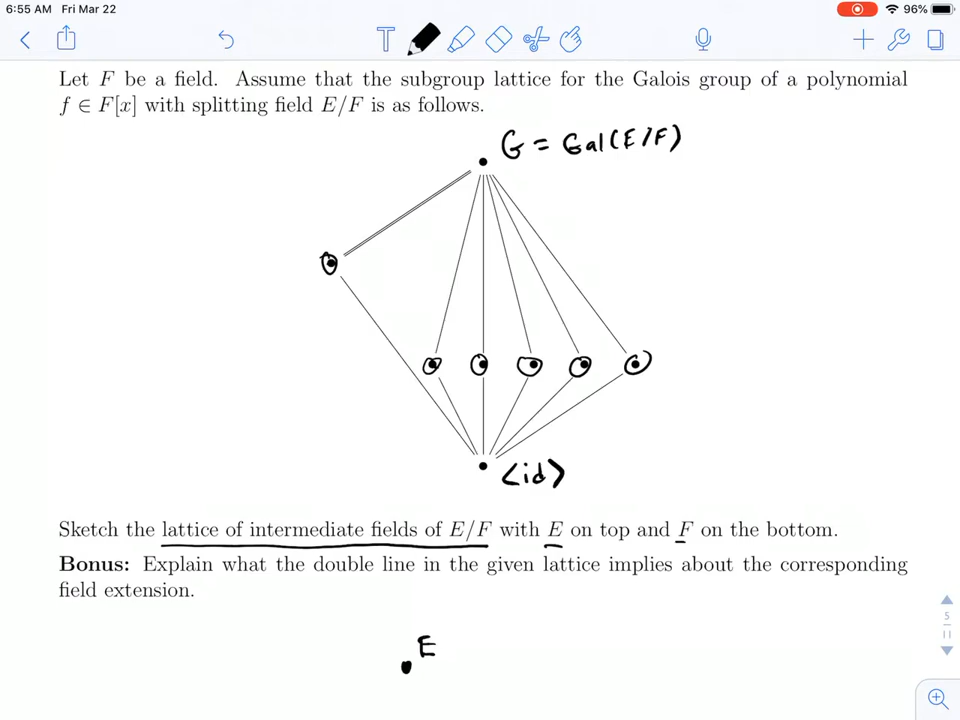 6:55 AM Fri Mar 22
96%
T
Let F be a field. Assume that the subgroup lattice for the Galois group of a polynomial
f ∈ F[x] with splitting field E/F is as follows.
G = Gal(E/F)
<id>
Sketch the lattice of intermediate fields of E/F with E on top and F on the bottom.
Bonus: Explain what the double line in the given lattice implies about the corresponding
field extension.
E
5
11